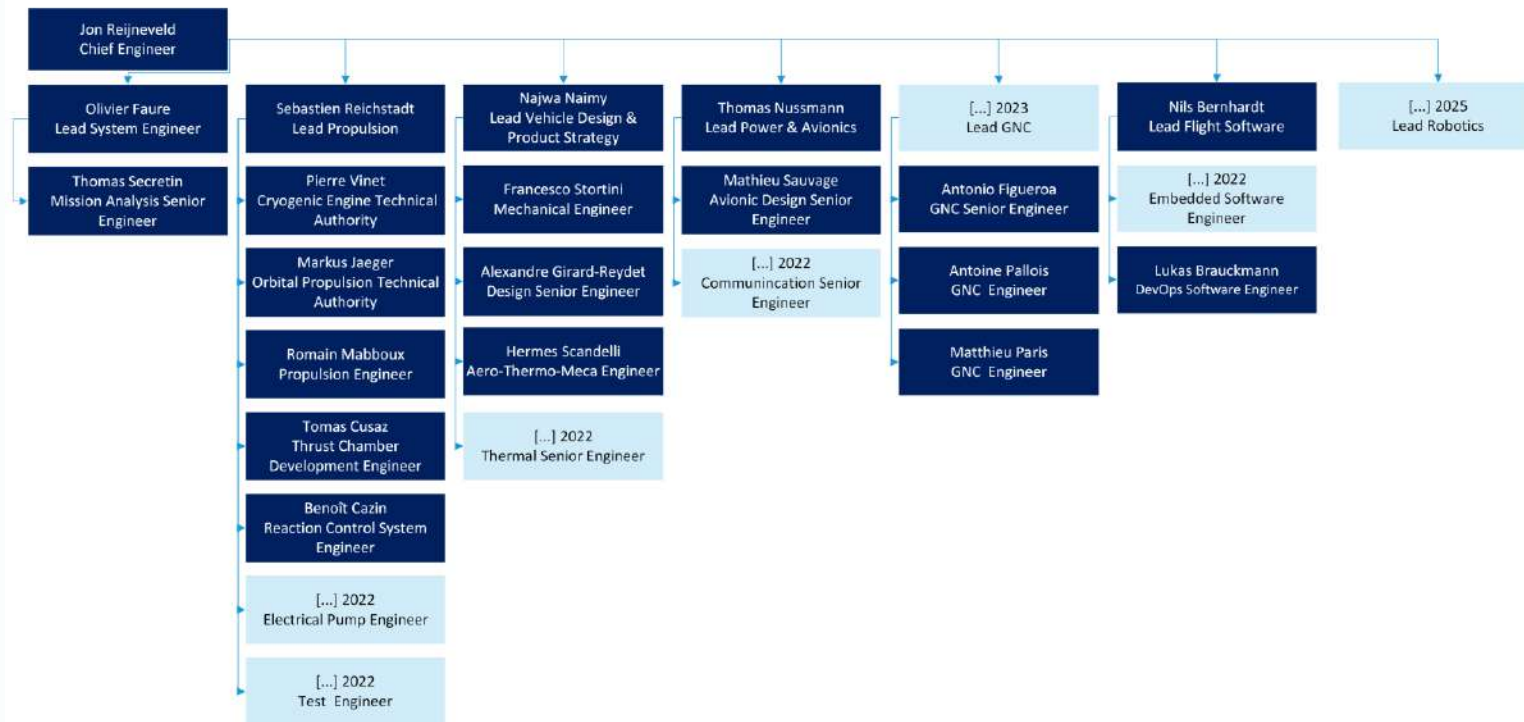 Jon Reijneveld
Chief Engineer
Olivier Faure
Lead System Engineer
Thomas Secretin
Mission Analysis Senior
Engineer
Sebastien Reichstadt
Lead Propulsion
Pierre Vinet
Cryogenic Engine Technical
Authority
Markus Jaeger
Orbital Propulsion Technical
Authority
Romain Mabboux
Propulsion Engineer
Tomas Cusaz
Thrust Chamber
Development Engineer
Benoît Cazin
Reaction Control System
Engineer
[...] 2022
Electrical Pump Engineer
[...] 2022
Test Engineer
Najwa Naimy
Lead Vehicle Design &
Product Strategy
Francesco Stortini
Mechanical Engineer
Alexandre Girard-Reydet
Design Senior Engineer
Hermes Scandelli
Aero-Thermo-Meca Engineer
[...] 2022
Thermal Senior Engineer
Thomas Nussmann
Lead Power & Avionics
Mathieu Sauvage
Avionic Design Senior
Engineer
[...] 2022
Communincation Senior
Engineer
[...] 2023
Lead GNC
Antonio Figueroa
GNC Senior Engineer
Antoine Pallois
GNC Engineer
Matthieu Paris
GNC Engineer
Nils Bernhardt
Lead Flight Software
[...] 2022
Embedded Software
Engineer
Lukas Brauckmann
DevOps Software Engineer
[...] 2025
Lead Robotics